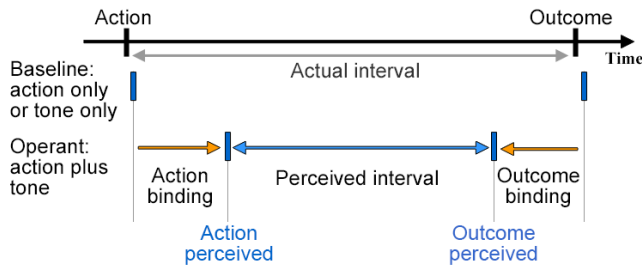 Action
Outcome
Time
Actual interval
Baseline:
action only
or tone only
Operant:
action plus
tone
Action
binding
Perceived interval
Outcome
binding
Action
perceived
Outcome
perceived